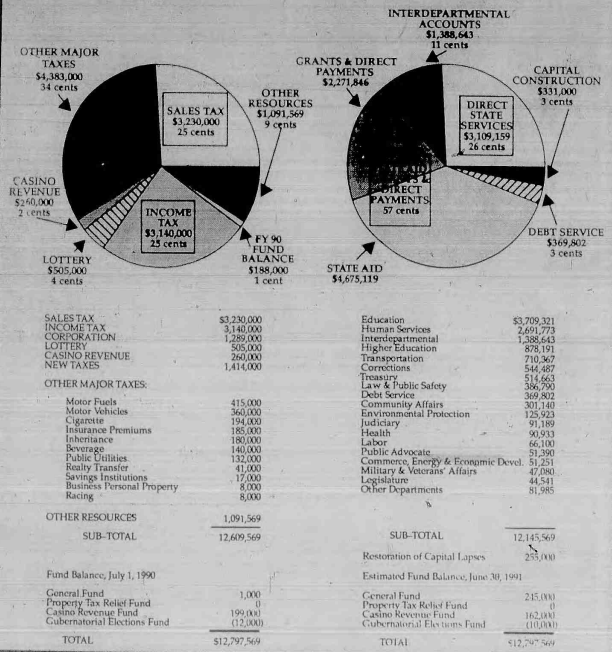 OTHER MAJOR
TAXES
$4,383,000
34 cents
SALES TAX
$3,230,000
25 cents
OTHER
RESOURCES
$1,091,569
9 cents
CASINO
REVENUE
$260,000
2 cents
LOTTERY
$505,000
4 cents
INCOME
TAX
$3,140,000
25 cents
FY 90
FUND
BALANCE
$188,000
1 cent
INTERDEPARTMENTAL
ACCOUNTS
$1,388,643
11 cents
GRANTS & DIRECT
PAYMENTS
$2,271,846
CAPITAL
CONSTRUCTION
$331,000
3 cents
DIRECT
STATE
SERVICES
$3,109,159
26 cents
DIRECT
PAYMENTS
57 cents
DEBT SERVICE
$369,802
3 cents
STATE AID
$4,675,119
SALES TAX $3,230,000
INCOME TAX 3,140,000
CORPORATION 1,289,000
LOTTERY 505,000
CASINO REVENUE 260,000
NEW TAXES 1,414,000
OTHER MAJOR TAXES:
Motor Fuels 415,000
Motor Vehicles 360,000
Cigarette 194,000
Insurance Premiums 185,000
Inheritance 180,000
Beverage 140,000
Public Utilities 132,000
Realty Transfer 41,000
Savings Institutions 17,000
Business Personal Property 8,000
Racing 8,000
OTHER RESOURCES 1,091,569
SUB-TOTAL 12,609,569
Fund Balance, July 1, 1990
General Fund 1,000
Property Tax Relief Fund 0
Casino Revenue Fund 199,000
Gubernatorial Elections Fund (12,000)
TOTAL $12,797,569
Education $3,709,321
Human Services 2,691,773
Interdepartmental 1,388,643
Higher Education 878,191
Transportation 710,367
Corrections 544,487
Treasury 514,663
Law & Public Safety 386,790
Debt Service 369,802
Community Affairs 301,140
Environmental Protection 125,923
Judiciary 91,189
Health 90,933
Labor 66,100
Public Advocate 51,390
Commerce, Energy & Economic Devel. 51,251
Military & Veterans' Affairs 47,080
Legislature 44,541
Other Departments 81,985
SUB-TOTAL 12,145,569
Restoration of Capital Lapses 255,000
Estimated Fund Balance, June 30, 1991
General Fund 245,000
Property Tax Relief Fund 0
Casino Revenue Fund 162,000
Gubernatorial Elections Fund (10,000)
TOTAL $12,797,569